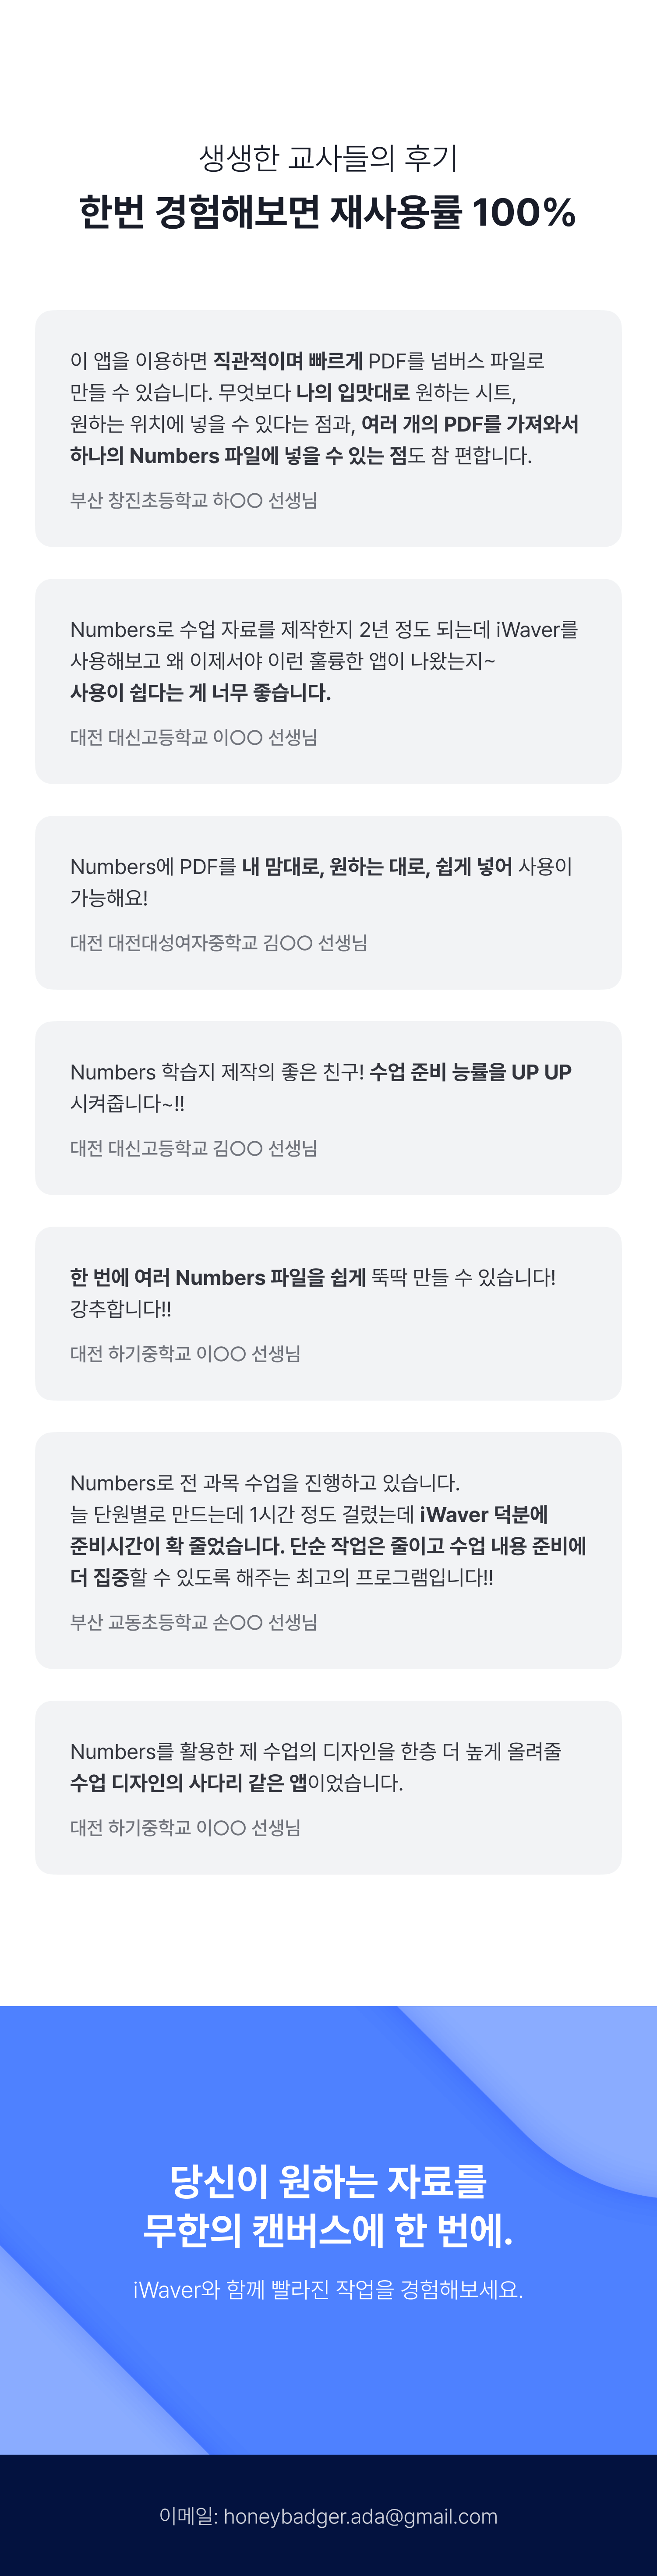 생생한 교사들의 후기
한번 경험해보면 재사용률 100%
이 앱을 이용하면 직관적이며 빠르게 PDF를 넘버스 파일로
만들 수 있습니다. 무엇보다 나의 입맛대로 원하는 시트,
원하는 위치에 넣을 수 있다는 점과, 여러 개의 PDF를 가져와서
하나의 Numbers 파일에 넣을 수 있는 점도 참 편합니다.
부산 창진초등학교 하○○ 선생님
Numbers로 수업 자료를 제작한지 2년 정도 되는데 iWaver를
사용해보고 왜 이제서야 이런 훌륭한 앱이 나왔는지~
사용이 쉽다는 게 너무 좋습니다.
대전 대신고등학교 이○○ 선생님
Numbers에 PDF를 내 맘대로, 원하는 대로, 쉽게 넣어 사용이
가능해요!
대전 대전대성여자중학교 김○○ 선생님
Numbers 학습지 제작의 좋은 친구! 수업 준비 능률을 UP UP
시켜줍니다~!!
대전 대신고등학교 김○○ 선생님
한 번에 여러 Numbers 파일을 쉽게 뚝딱 만들 수 있습니다!
강추합니다!!
대전 하기중학교 이○○ 선생님
Numbers로 전 과목 수업을 진행하고 있습니다.
늘 단원별로 만드는데 1시간 정도 걸렸는데 iWaver 덕분에
준비시간이 확 줄었습니다. 단순 작업은 줄이고 수업 내용 준비에
더 집중할 수 있도록 해주는 최고의 프로그램입니다!!
부산 교동초등학교 손○○ 선생님
Numbers를 활용한 제 수업의 디자인을 한층 더 높게 올려줄
수업 디자인의 사다리 같은 앱이었습니다.
대전 하기중학교 이○○ 선생님
당신이 원하는 자료를
무한의 캔버스에 한 번에.
iWaver와 함께 빨라진 작업을 경험해보세요.
이메일: honeybadger.ada@gmail.com